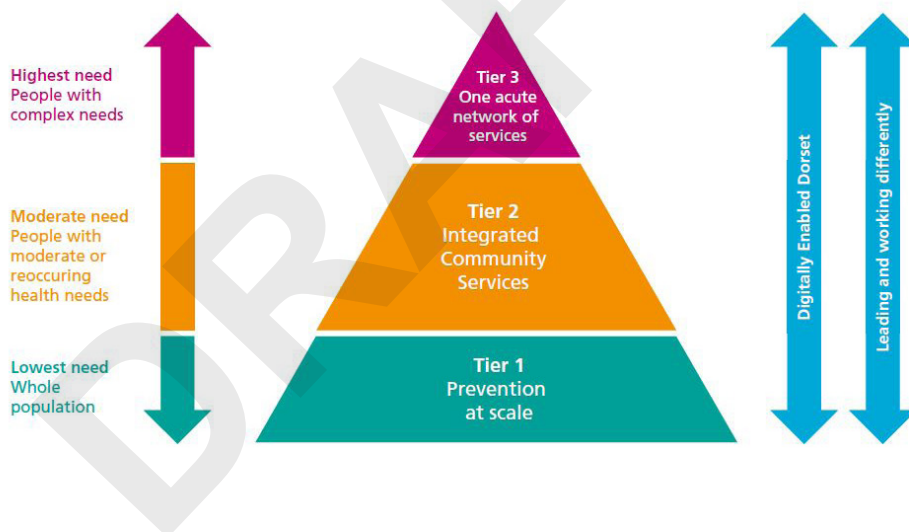 Highest need
People with
complex needs
Moderate need
People with
moderate or
reoccuring
health needs
Lowest need
Whole
population
Tier 3
One acute
network of
services
Tier 2
Integrated
Community
Services
Tier 1
Prevention
at scale
Digitally Enabled Dorset
Leading and working differently
DRAF